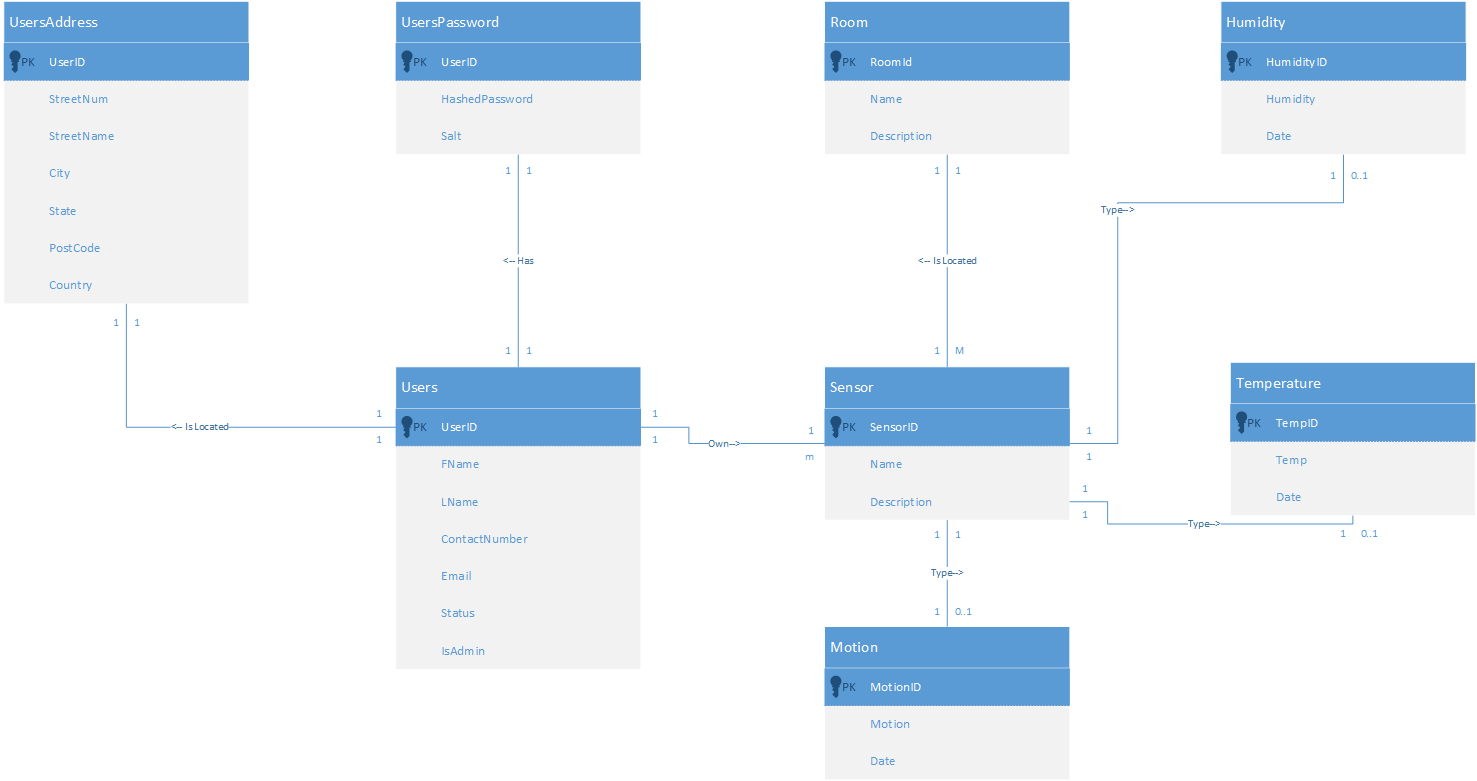 UsersAddress
PK UserID
StreetNum
StreetName
City
State
PostCode
Country
1 1
<-- Is Located
1
1
UsersPassword
PK UserID
HashedPassword
Salt
1 1
<-- Has
1 1
Users
PK UserID
FName
LName
ContactNumber
Email
Status
IsAdmin
1
1
Own-->
1
m
Room
PK RoomId
Name
Description
1 1
<-- Is Located
1 M
Sensor
PK SensorID
Name
Description
1 1
Type-->
1 0..1
Motion
PK MotionID
Motion
Date
Humidity
PK HumidityID
Humidity
Date
1 0..1
Type-->
1
1
Temperature
PK TempID
Temp
Date
1
1
Type-->
1 0..1